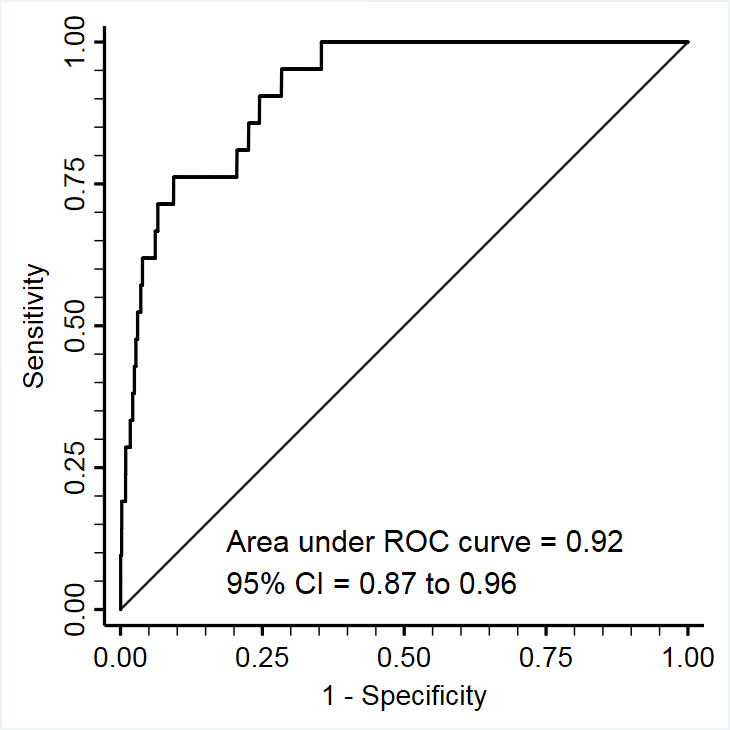 1.00
0.75
0.50
0.25
0.00
Sensitivity
Area under ROC curve = 0.92
95% CI = 0.87 to 0.96
0.00 0.25 0.50 0.75 1.00
1 - Specificity